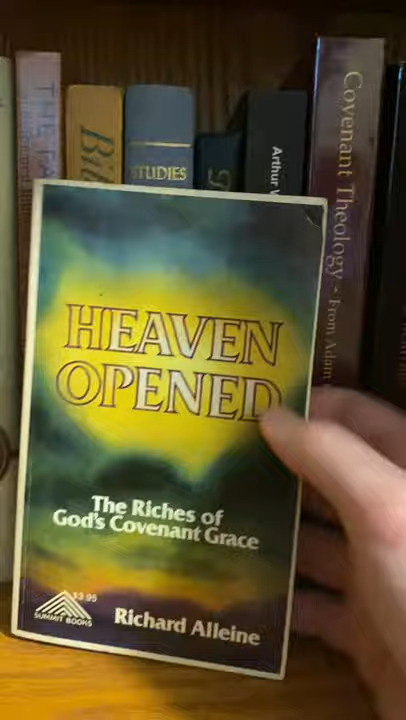 STUDIES
Arthur
Covenant Theology ~ From Adam
HEAVEN
OPENED
The Riches of
God's Covenant Grace
$3.95
SUMMIT BOOKS
Richard Alleine